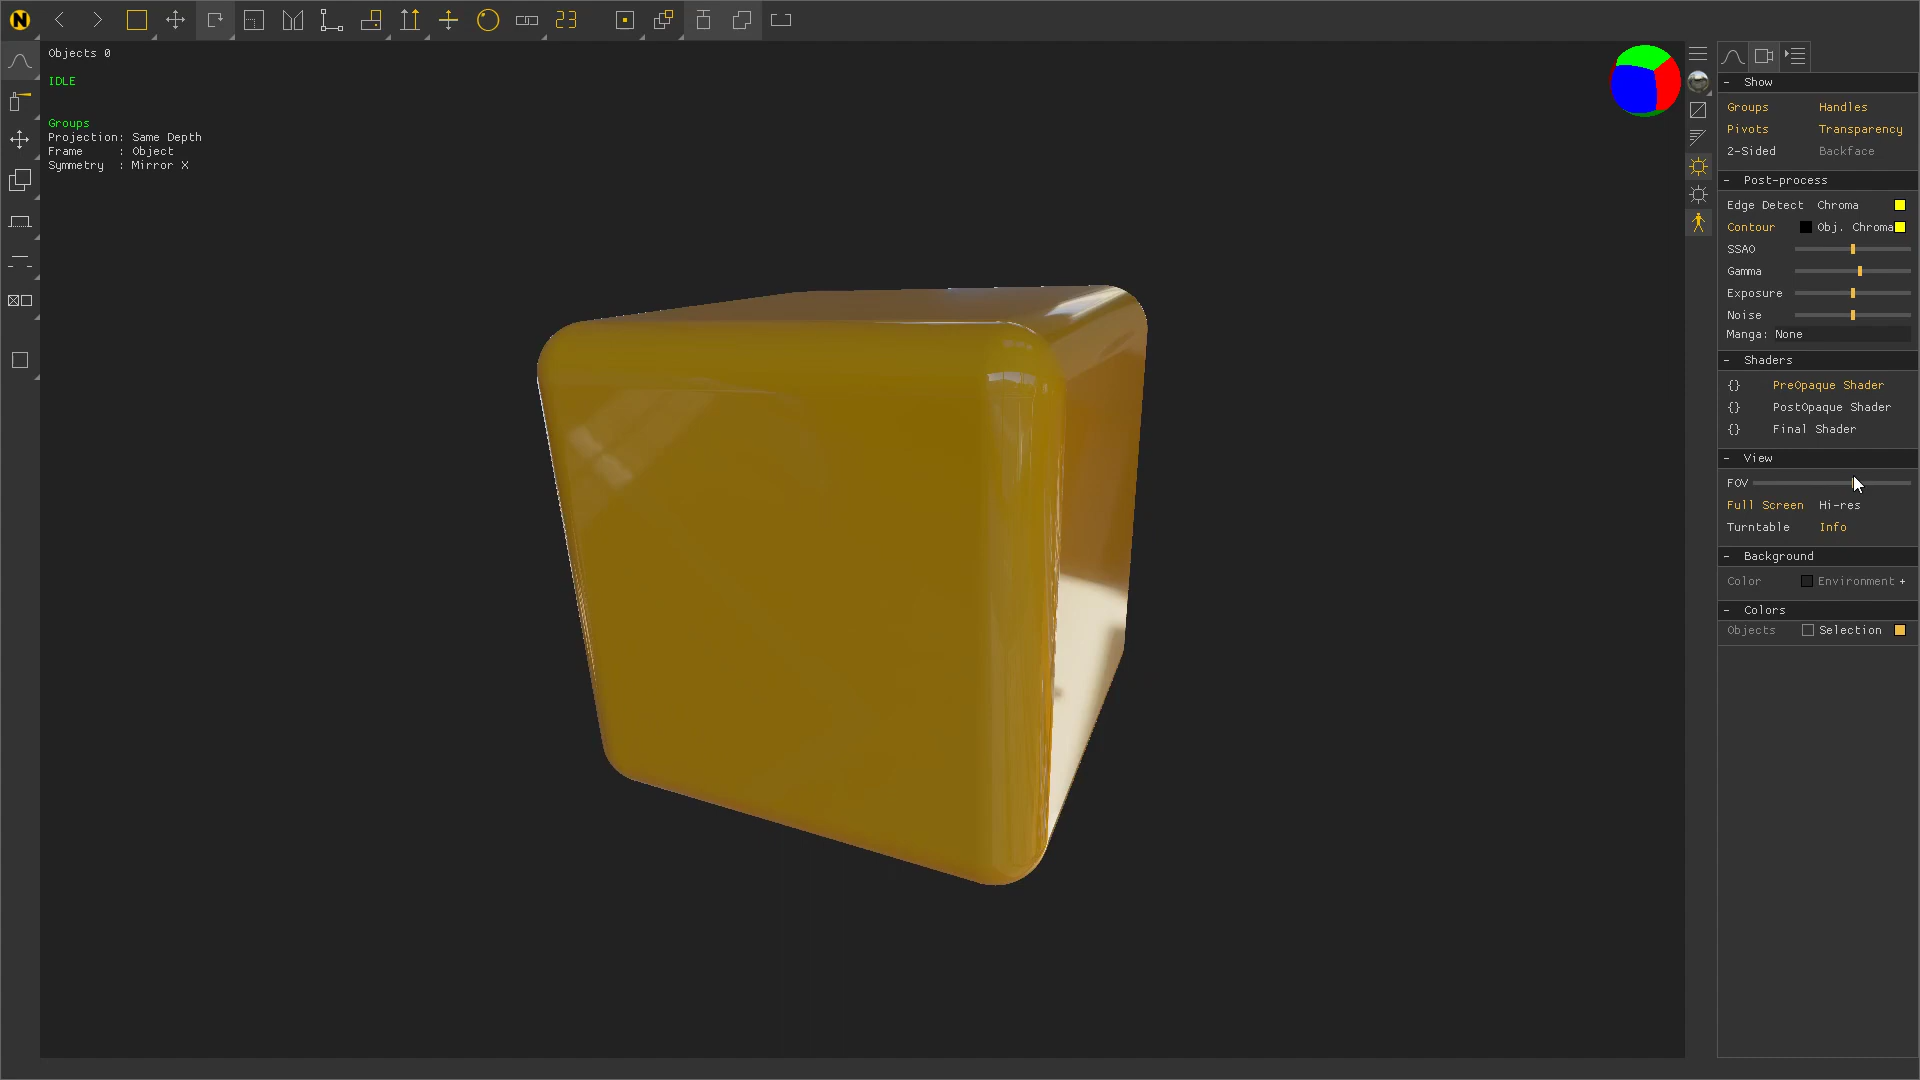 N
23
Objects 0
IDLE
Groups
Projection: Same Depth
Frame : Object
Symmetry : Mirror X
- Show
Groups Handles
Pivots Transparency
2-Sided Backface
- Post-process
Edge Detect Chroma
Contour Obj. Chroma
SSAO
Gamma
Exposure
Noise
Manga: None
- Shaders
{} PreOpaque Shader
{} PostOpaque Shader
{} Final Shader
- View
FOV
Full Screen Hi-res
Turntable Info
- Background
Color Environment +
- Colors
Objects Selection